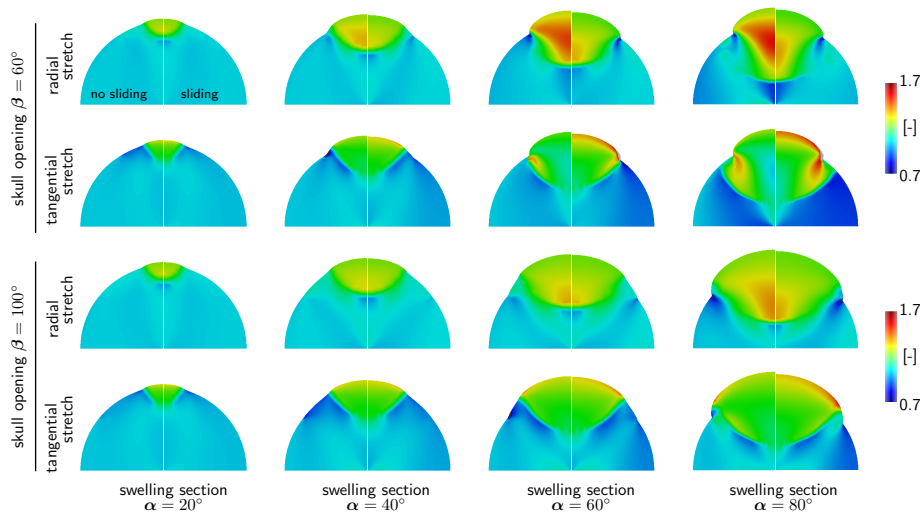 skull opening β = 60°
radial
stretch
no sliding
sliding
tangential
stretch
1.7
[-]
0.7
skull opening β = 100°
radial
stretch
tangential
stretch
1.7
[-]
0.7
swelling section
α = 20°
swelling section
α = 40°
swelling section
α = 60°
swelling section
α = 80°